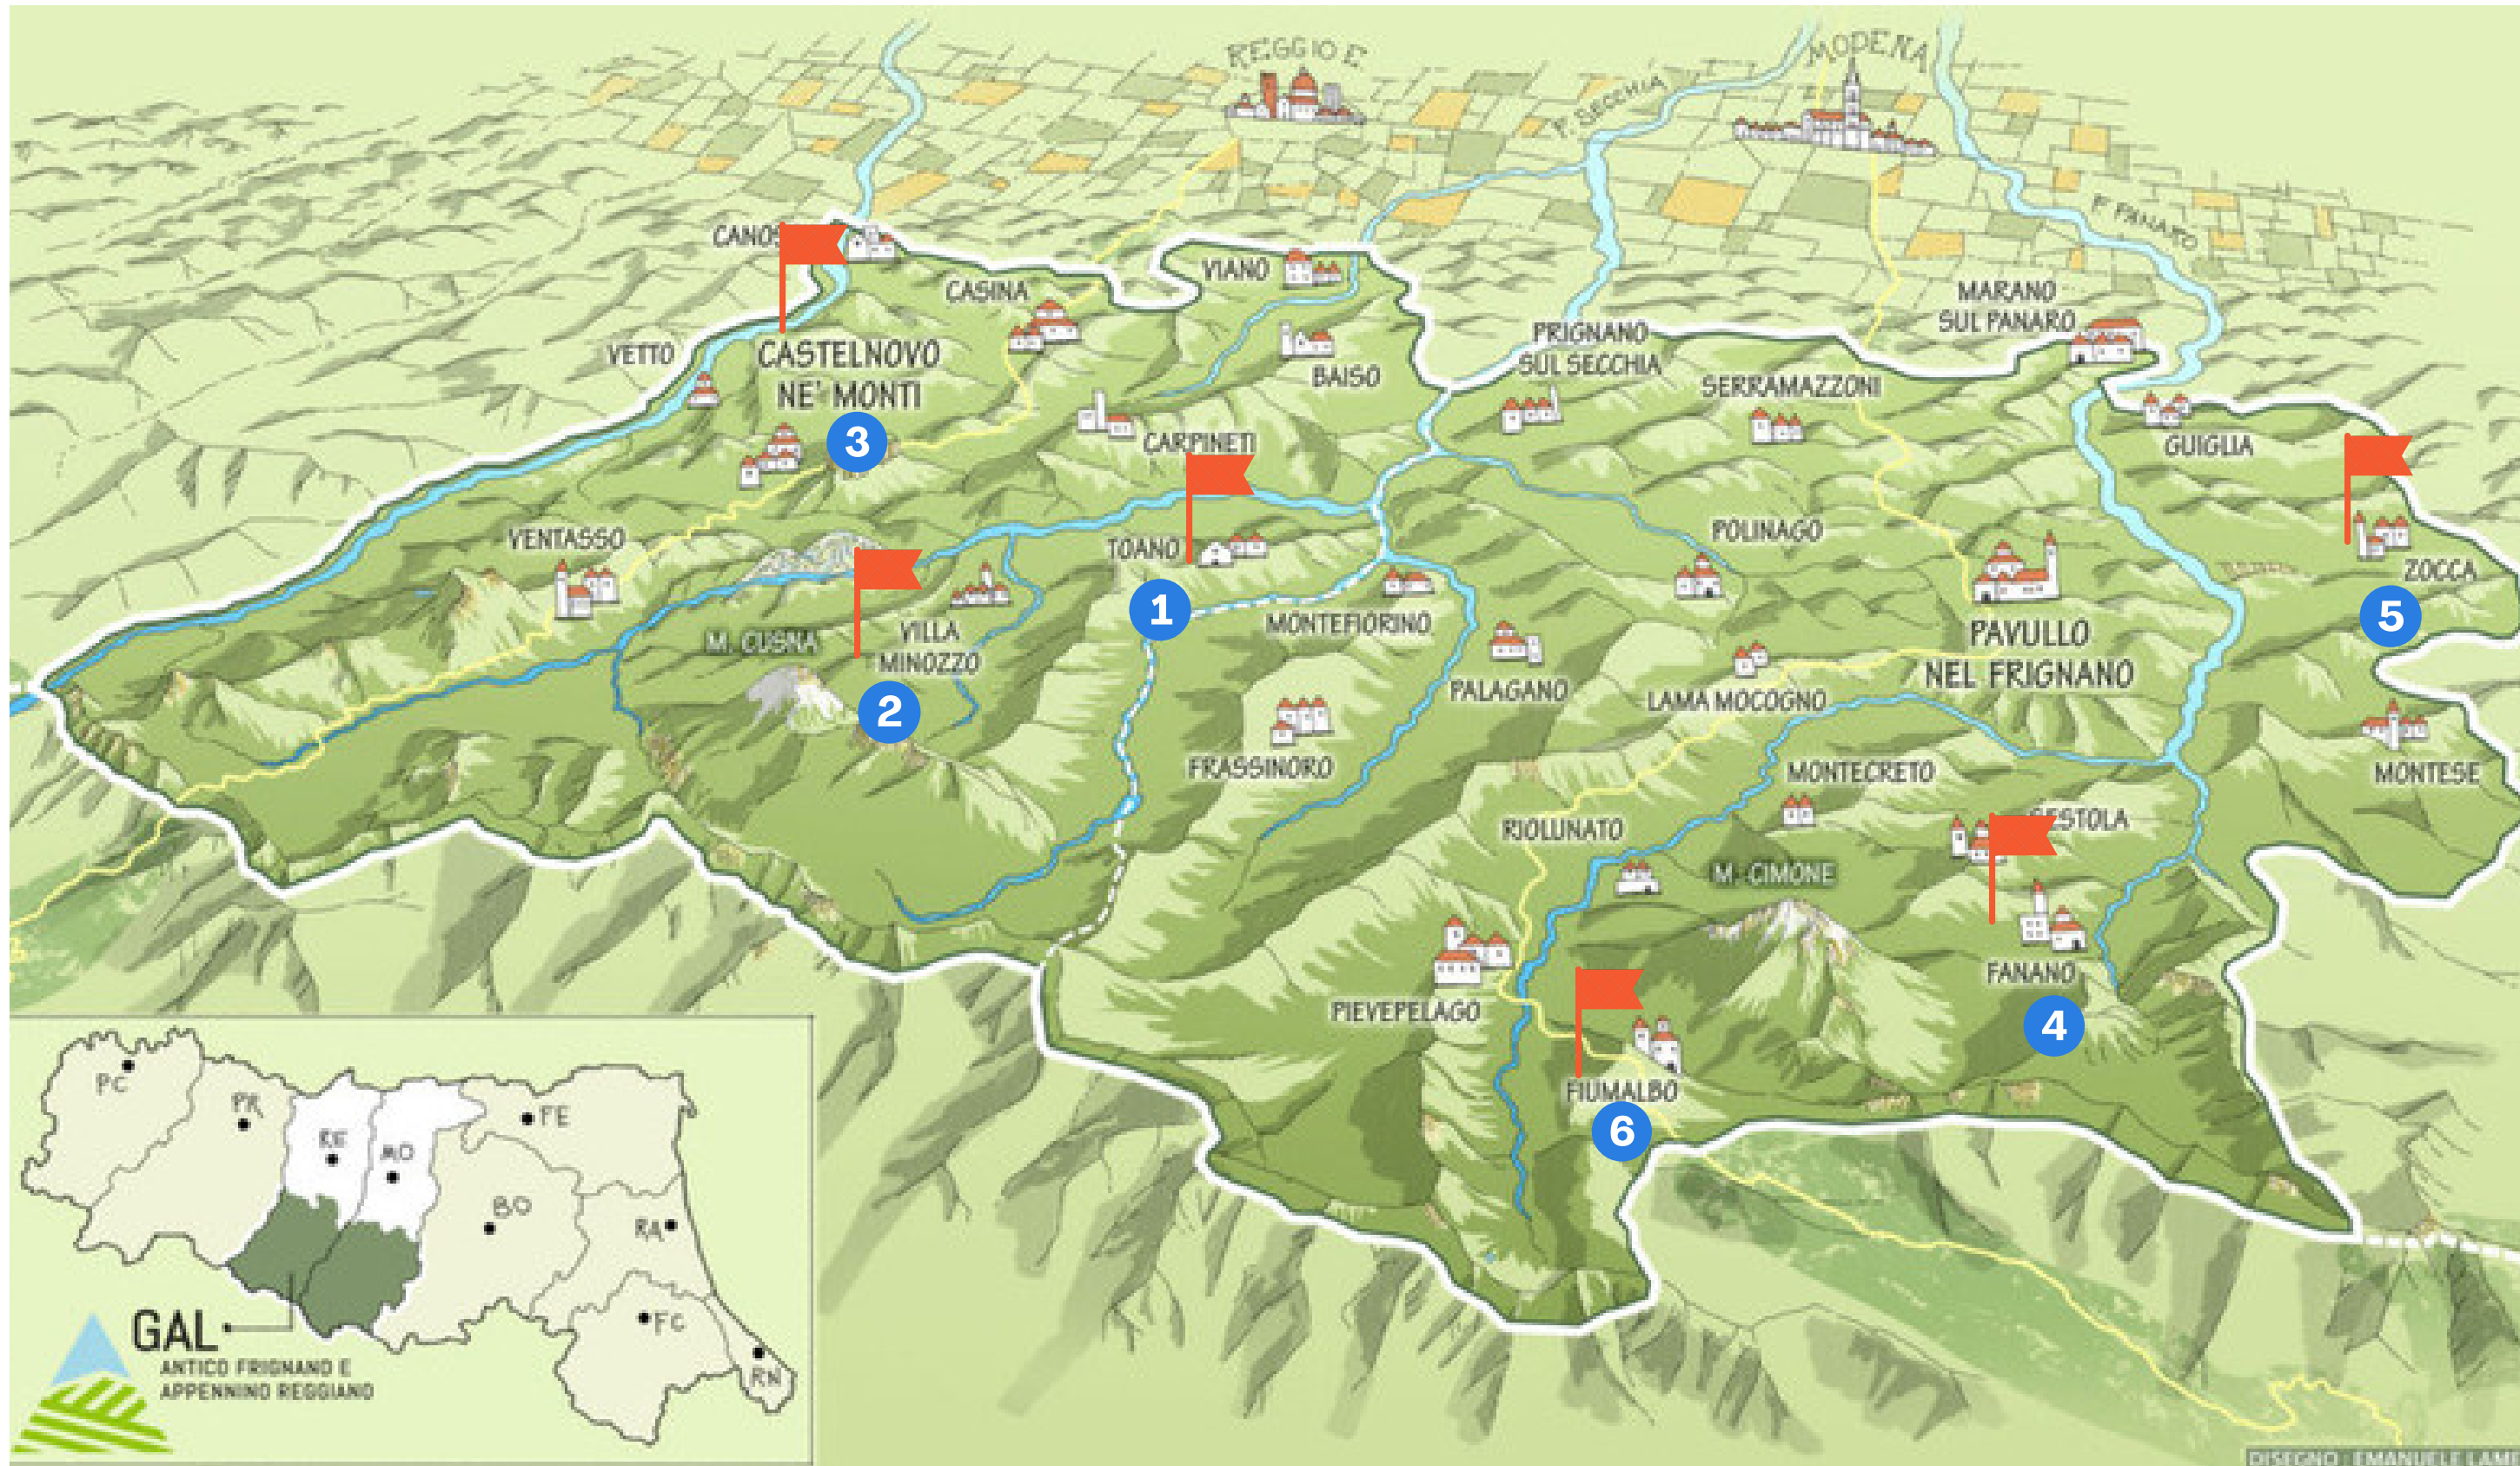 REGGIO E
MODENA
F. SECCHIA
F. PANARO
CANOS
VIANO
CASINA
MARANO
SUL PANARO
VETTO
CASTELNOVO
NE' MONTI
3
BAISO
PRIGNANO
SUL SECCHIA
SERRAMAZZONI
CARPINETI
GUIGLIA
VENTASSO
TOANO
1
POLINAGO
ZOCCA
5
M. CUSNA
VILLA
MINOZZO
2
MONTEFIORINO
PAVULLO
NEL FRIGNANO
PALAGANO
LAMA MOCOGNO
FRASSINORO
MONTECRETO
MONTESE
RIOLUNATO
SESTOLA
M. CIMONE
FANANO
4
PIEVEPELAGO
FIUMALBO
6
PC
PR
RE
MO
FE
BO
RA
FC
RN
GAL
ANTICO FRIGNANO E
APPENNINO REGGIANO
DISEGNO: EMANUELE